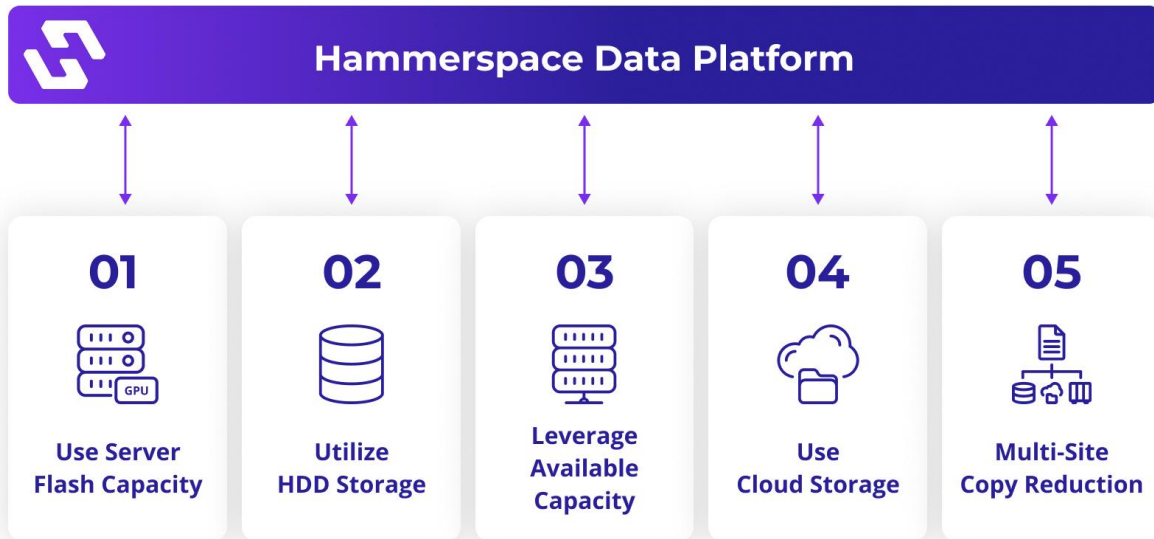 Hammerspace Data Platform
01
02
03
04
05
GPU
Use Server
Flash Capacity
Utilize
HDD Storage
Leverage
Available
Capacity
Use
Cloud Storage
Multi-Site
Copy Reduction